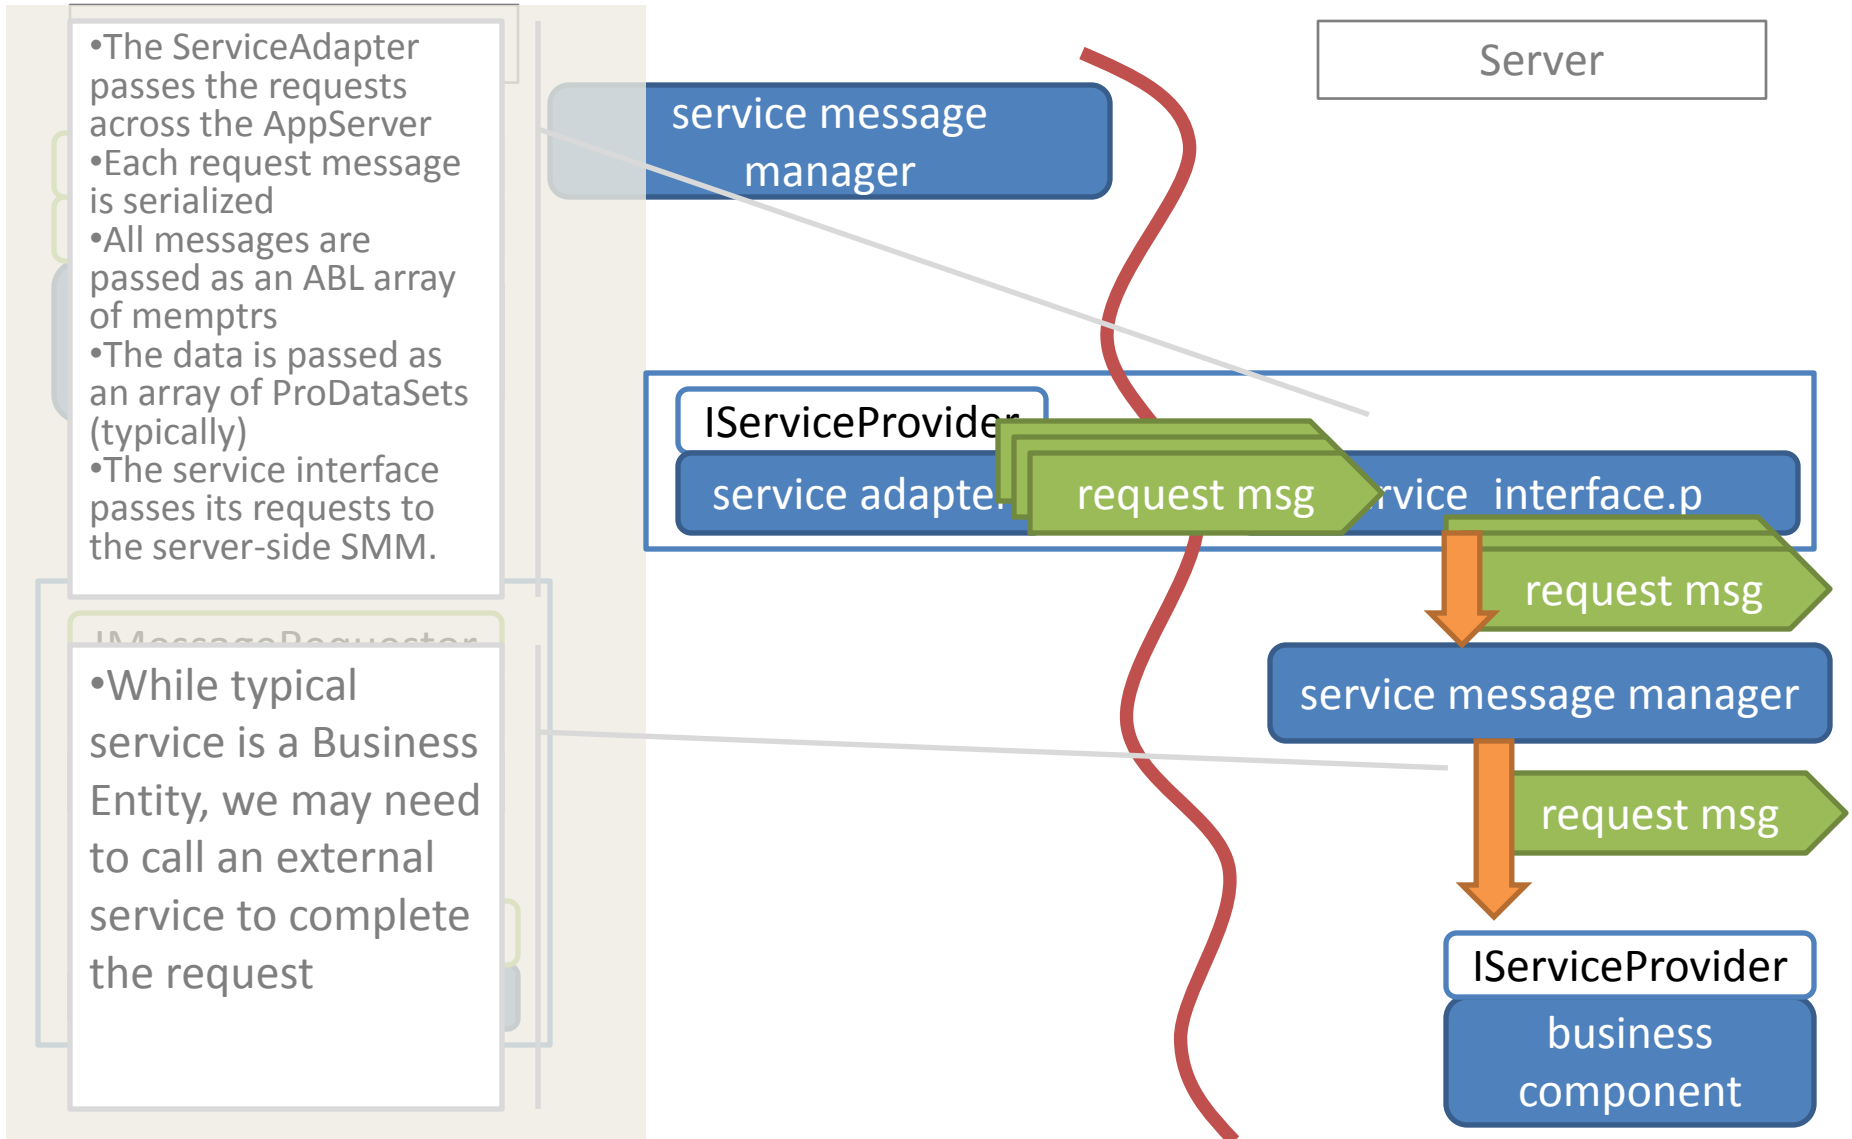 •The ServiceAdapter
passes the requests
across the AppServer
•Each request message
is serialized
•All messages are
passed as an ABL array
of memptrs
•The data is passed as
an array of ProDataSets
(typically)
•The service interface
passes its requests to
the server-side SMM.
IMessageRequestor
•While typical
service is a Business
Entity, we may need
to call an external
service to complete
the request
service message
manager
Server
IServiceProvider
service adapter
request msg
rvice_interface.p
request msg
service message manager
request msg
IServiceProvider
business
component